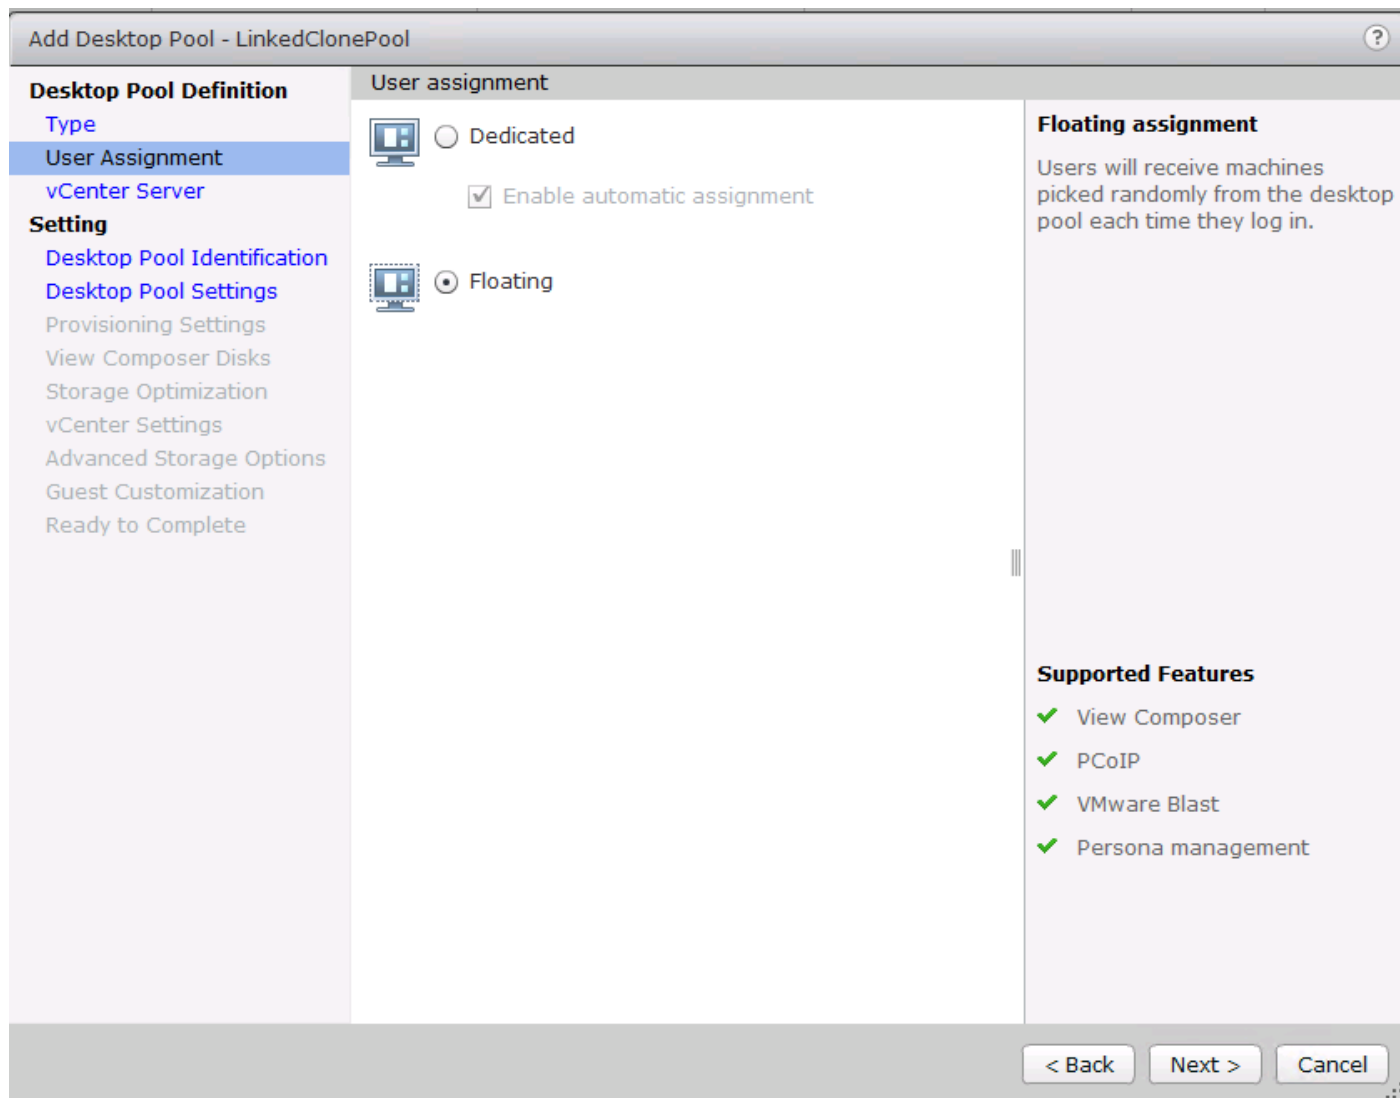 Add Desktop Pool - LinkedClonePool
?
Desktop Pool Definition
Type
User Assignment
vCenter Server
Setting
Desktop Pool Identification
Desktop Pool Settings
Provisioning Settings
View Composer Disks
Storage Optimization
vCenter Settings
Advanced Storage Options
Guest Customization
Ready to Complete
User assignment
Dedicated
Enable automatic assignment
Floating
Floating assignment
Users will receive machines
picked randomly from the desktop
pool each time they log in.
Supported Features
View Composer
PCoIP
VMware Blast
Persona management
< Back
Next >
Cancel